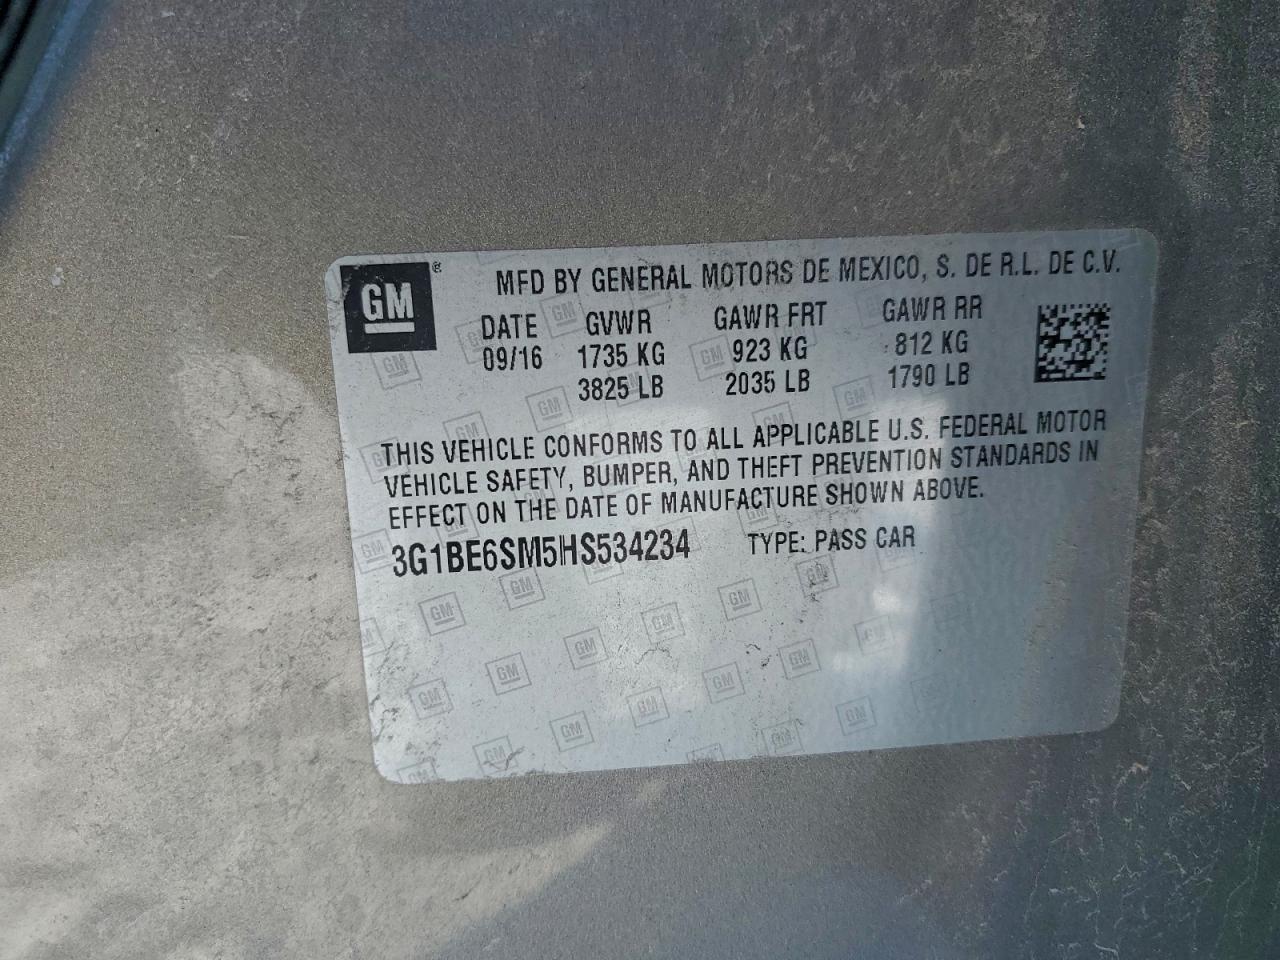 GM®
MFD BY GENERAL MOTORS DE MEXICO, S. DE R.L. DE C.V.
DATE GVWR GAWR FRT GAWR RR
09/16 1735 KG 923 KG 812 KG
3825 LB 2035 LB 1790 LB
THIS VEHICLE CONFORMS TO ALL APPLICABLE U.S. FEDERAL MOTOR
VEHICLE SAFETY, BUMPER, AND THEFT PREVENTION STANDARDS IN
EFFECT ON THE DATE OF MANUFACTURE SHOWN ABOVE.
3G1BE6SM5HS534234 TYPE: PASS CAR